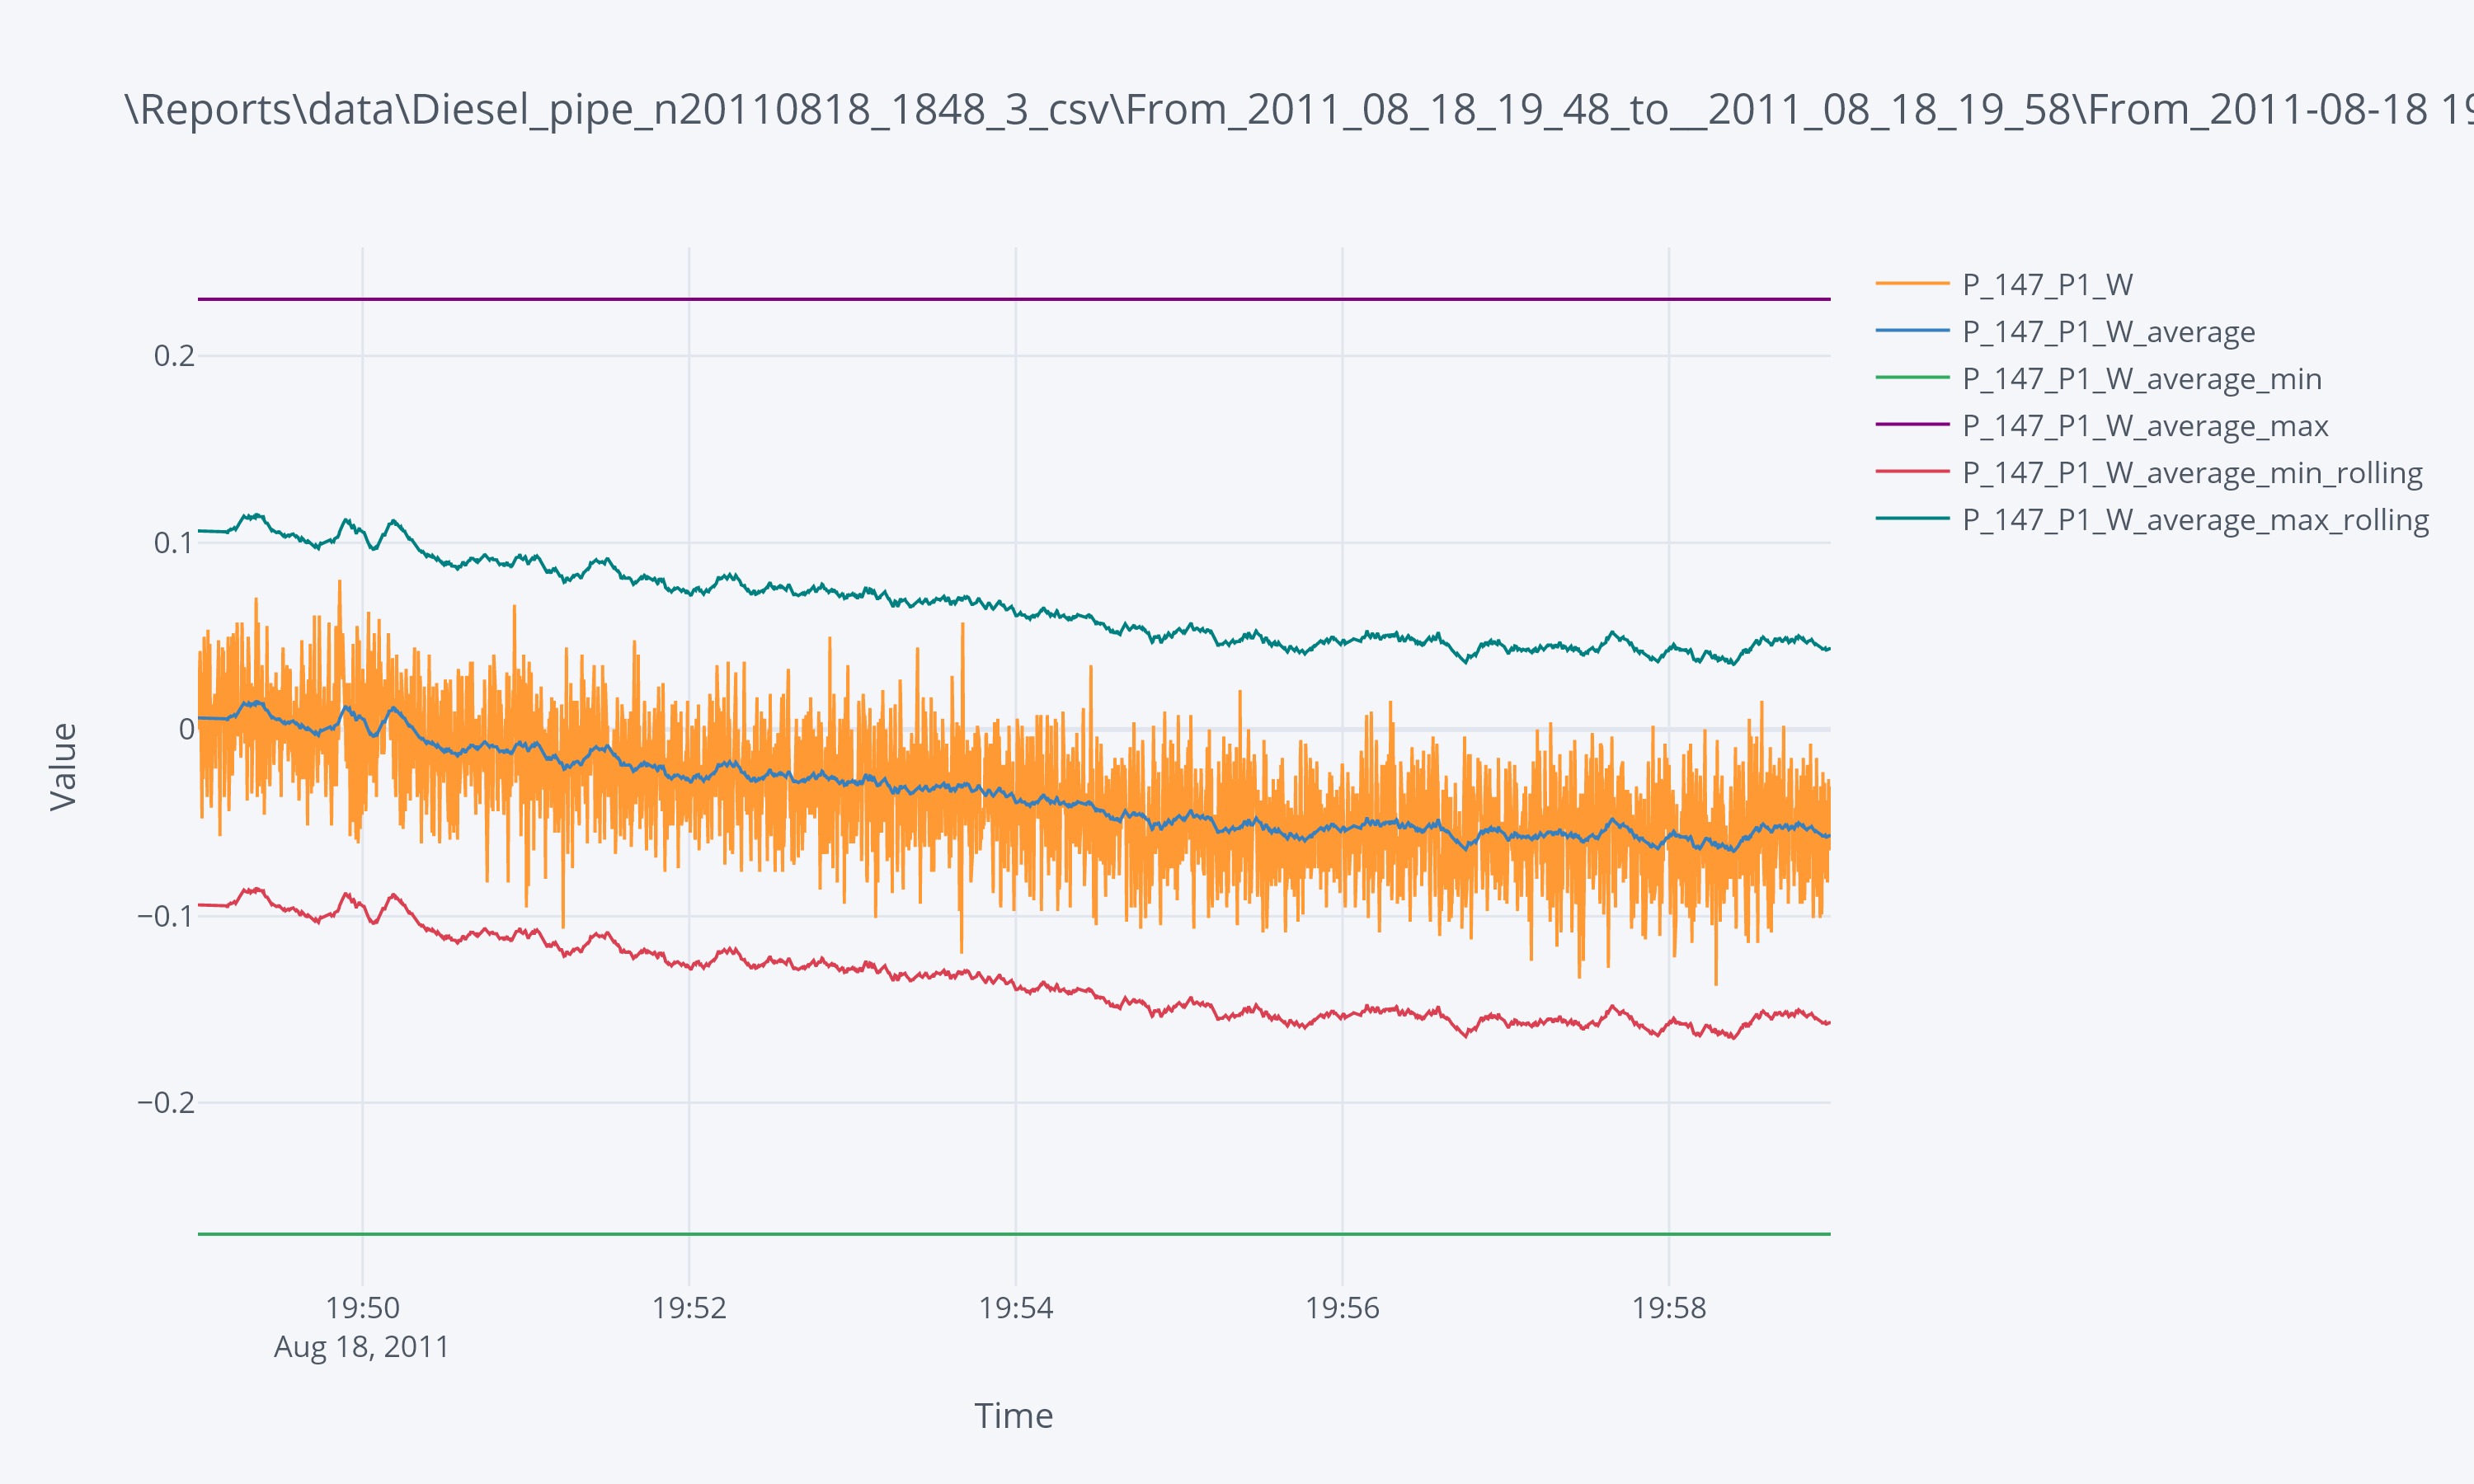 \Reports\data\Diesel_pipe_n20110818_1848_3_csv\From_2011_08_18_19_48_to__2011_08_18_19_58\From_2011-08-18 19
P_147_P1_W
P_147_P1_W_average
P_147_P1_W_average_min
P_147_P1_W_average_max
P_147_P1_W_average_min_rolling
P_147_P1_W_average_max_rolling
0.2
0.1
0
−0.1
−0.2
Value
19:50
19:52
19:54
19:56
19:58
Aug 18, 2011
Time